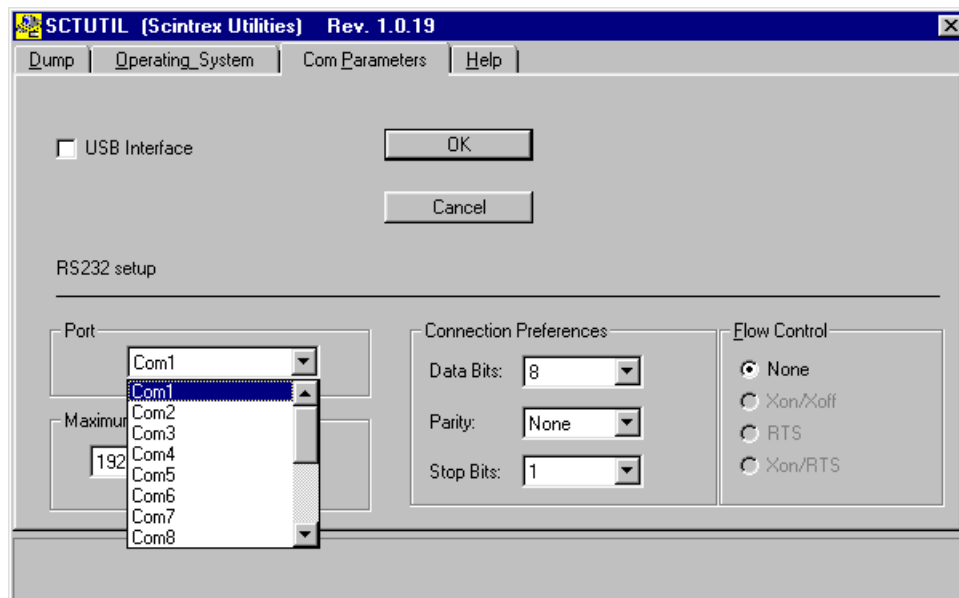 SCTUTIL (Scintrex Utilities) Rev. 1.0.19
Dump Operating_System Com Parameters Help
USB Interface
OK
Cancel
RS232 setup
Port
Com1
Com1
Com2
Com3
Com4
Com5
Com6
Com7
Com8
Connection Preferences
Data Bits: 8
Parity: None
Stop Bits: 1
Flow Control
None
Xon/Xoff
RTS
Xon/RTS